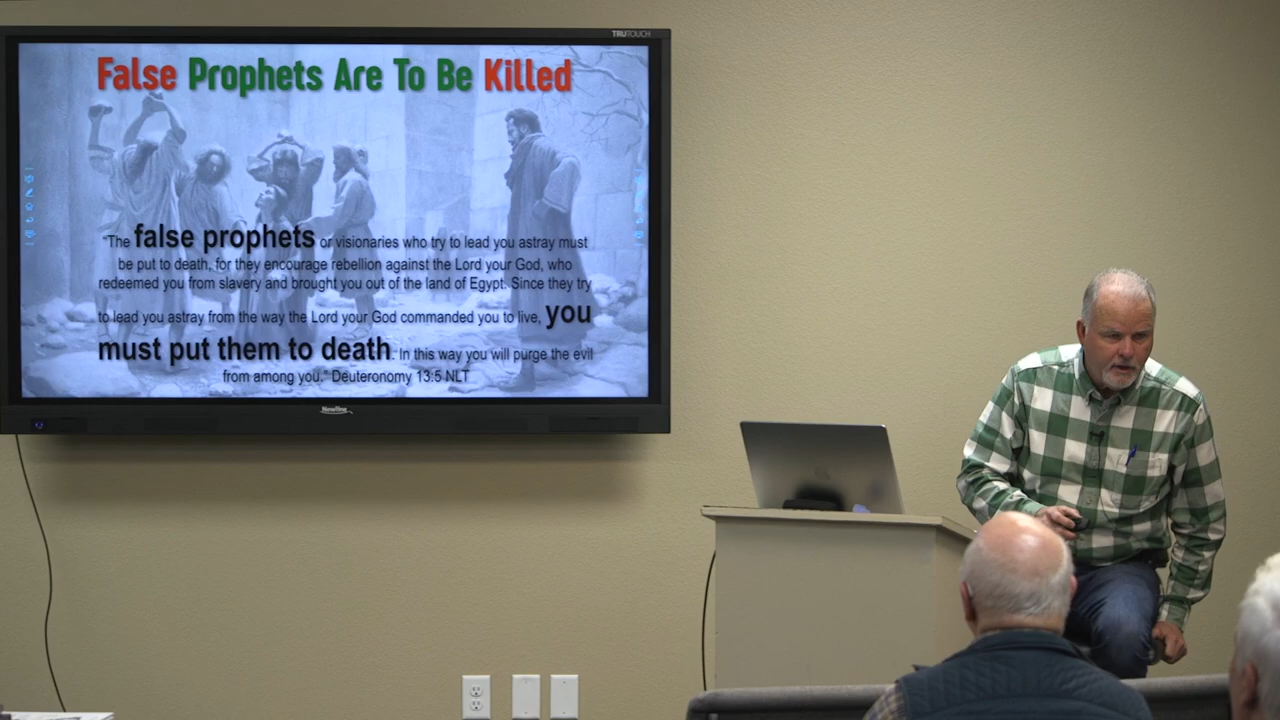 TRUTOUCH
False Prophets Are To Be Killed
"The false prophets or visionaries who try to lead you astray must
be put to death, for they encourage rebellion against the Lord your God, who
redeemed you from slavery and brought you out of the land of Egypt. Since they try
to lead you astray from the way the Lord your God commanded you to live, you
must put them to death. In this way you will purge the evil
from among you." Deuteronomy 13:5 NLT
Newline